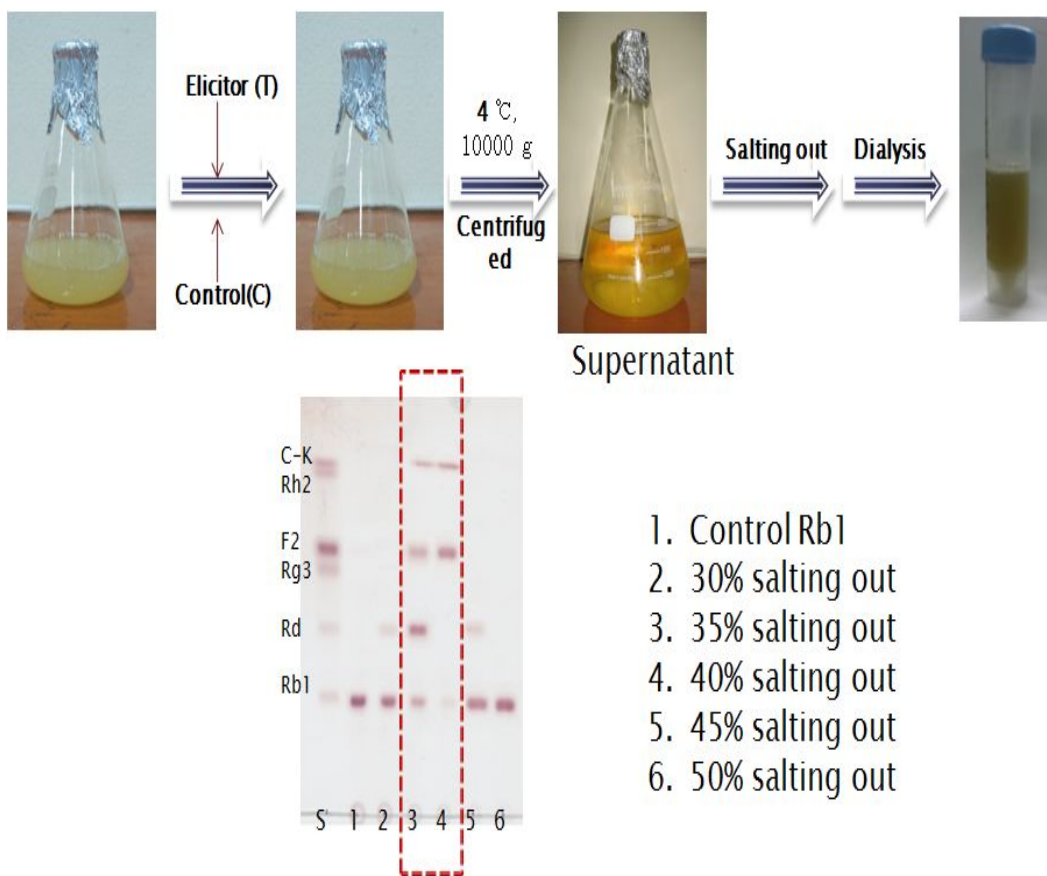 Elicitor (T)
Control(C)
4 ℃,
10000 g
Centrifug
ed
Salting out
Dialysis
Supernatant
C-K
Rh2
F2
Rg3
Rd
Rb1
S 1 2 3 4 5 6
1. Control Rb1
2. 30% salting out
3. 35% salting out
4. 40% salting out
5. 45% salting out
6. 50% salting out